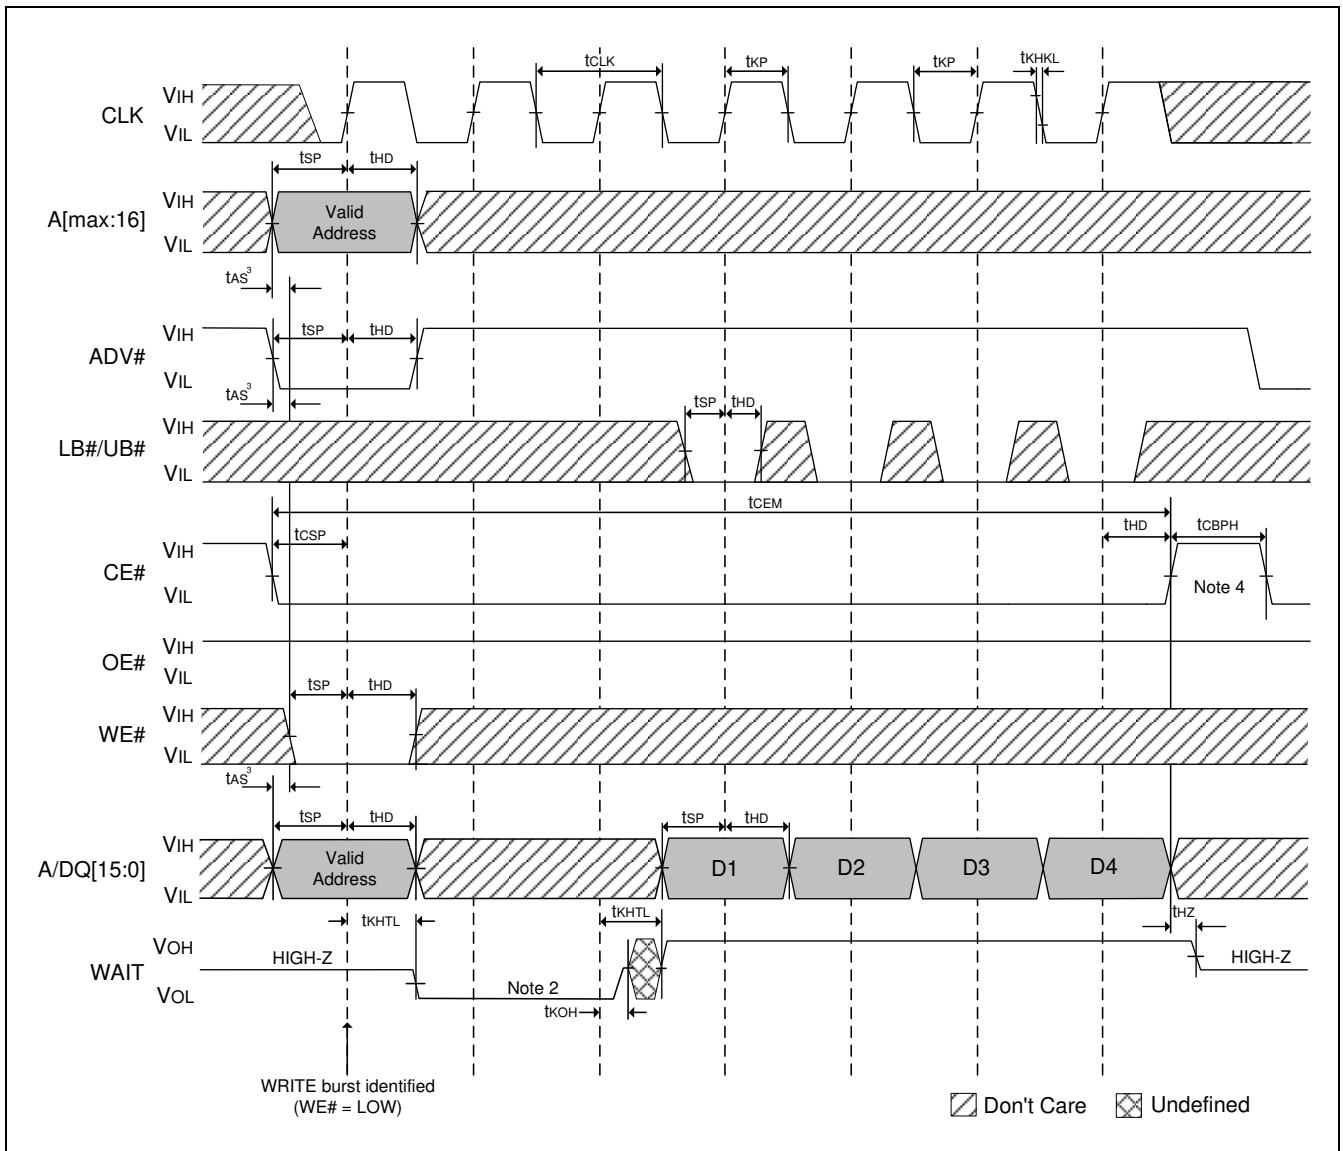 tCLK
tKP
tKP
tKHKL
CLK
VIH
VIL
tSP
tHD
A[max:16]
VIH
VIL
Valid
Address
tAS3
VIH
VIL
ADV#
tSP
tHD
tAS3
tSP
tHD
LB#/UB#
VIH
VIL
tCEM
tCSP
tHD
tCBPH
CE#
VIH
VIL
Note 4
OE#
VIH
VIL
tSP
tHD
WE#
VIH
VIL
tAS3
tSP
tHD
tSP
tHD
A/DQ[15:0]
VIH
VIL
Valid
Address
D1
D2
D3
D4
tKHTL
tKHTL
tHZ
WAIT
VOH
VOL
HIGH-Z
Note 2
HIGH-Z
tKOH
WRITE burst identified
(WE# = LOW)
Don't Care
Undefined